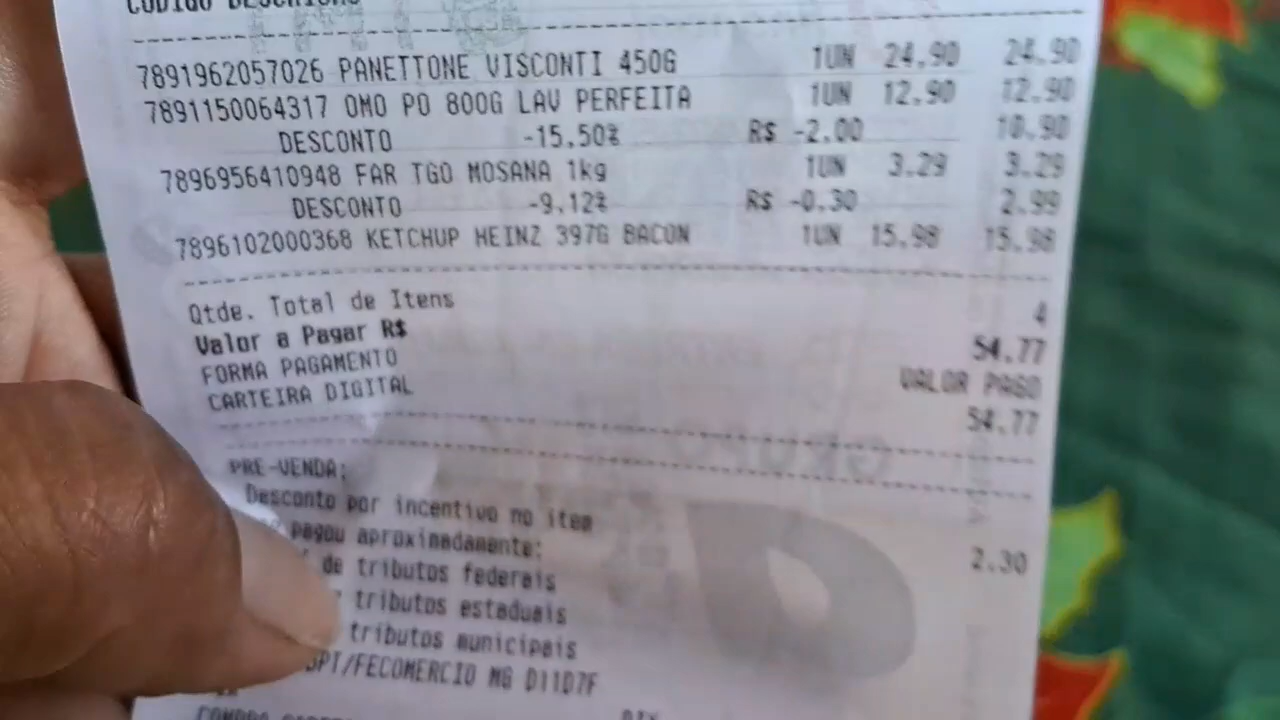 CODIGO DESCRICAO
7891962057026 PANETTONE VISCONTI 450G 1UN 24.90 24.90
7891150064317 OMO PO 800G LAV PERFEITA 1UN 12.90 12.90
DESCONTO -15,50% R$ -2.00 10.90
7896956410948 FAR TGO MOSANA 1kg 1UN 3.29 3.29
DESCONTO -9,12% R$ -0.30 2.99
7896102000368 KETCHUP HEINZ 397G BACON 1UN 15.98 15.98
Qtde. Total de Itens 4
Valor a Pagar R$ 54.77
FORMA PAGAMENTO VALOR PAGO
CARTEIRA DIGITAL 54.77
PRE-VENDA:
Desconto por incentivo no item 2.30
pagou aproximadamente:
de tributos federais
tributos estaduais
tributos municipais
/FECOMERCIO MG D11D7F